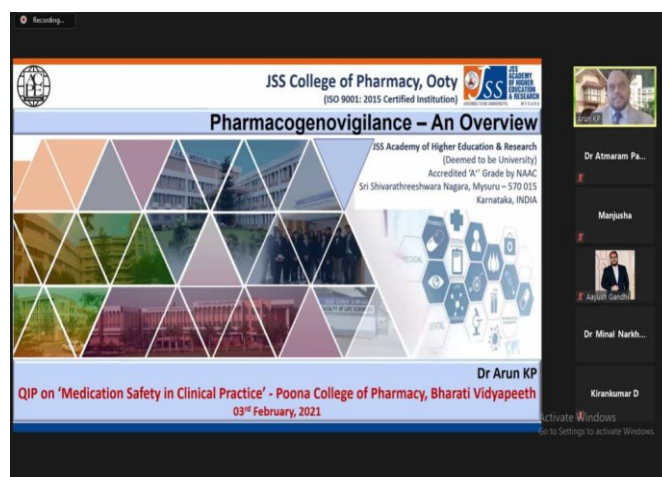 Recording...
JSS College of Pharmacy, Ooty
(ISO 9001: 2015 Certified Institution)
JSS
JSS
ACADEMY
OF HIGHER
EDUCATION
& RESEARCH
Pharmacogenovigilance – An Overview
JSS Academy of Higher Education & Research
(Deemed to be University)
Accredited 'A+' Grade by NAAC
Sri Shivarathreeshwara Nagara, Mysuru – 570 015
Karnataka, INDIA
MEDICAL
DENTAL
Dr Arun KP
QIP on 'Medication Safety in Clinical Practice' - Poona College of Pharmacy, Bharati Vidyapeeth
03rd February, 2021
Arun KP
Dr Atmaram Pa...
Manjusha
Aayush Gandhi
Dr Minal Narkh...
Kirankumar D
Activate Windows
Go to Settings to activate Windows.